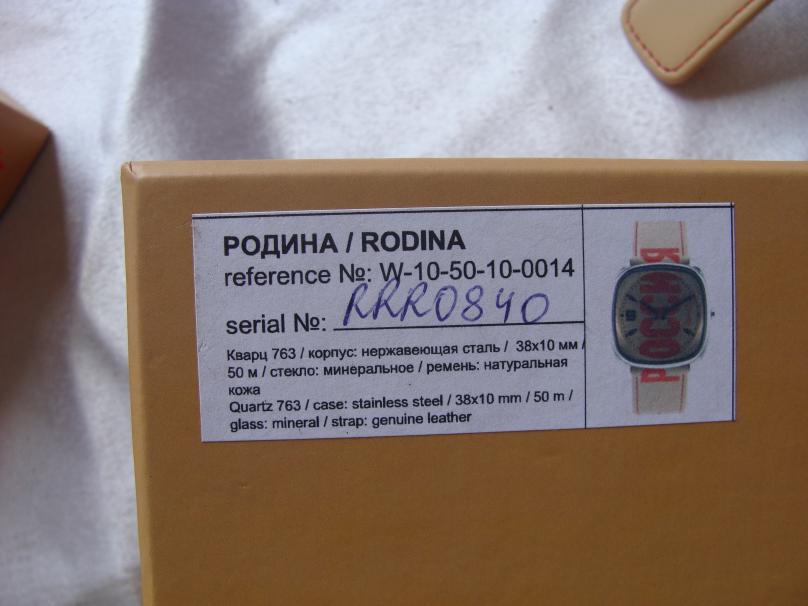 РОДИНА / RODINA
reference №: W-10-50-10-0014
serial №: RRR0840
Кварц 763 / корпус: нержавеющая сталь / 38x10 мм /
50 м / стекло: минеральное / ремень: натуральная
кожа
Quartz 763 / case: stainless steel / 38x10 mm / 50 m /
glass: mineral / strap: genuine leather
РОССИЯ